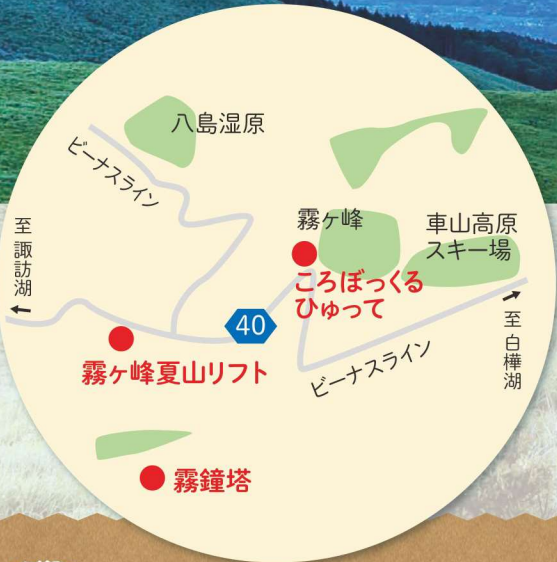 八島湿原
ビーナスライン
霧ヶ峰
車山高原
スキー場
至諏訪湖
ころぼっくる
ひゅって
40
至白樺湖
霧ヶ峰夏山リフト
ビーナスライン
霧鐘塔